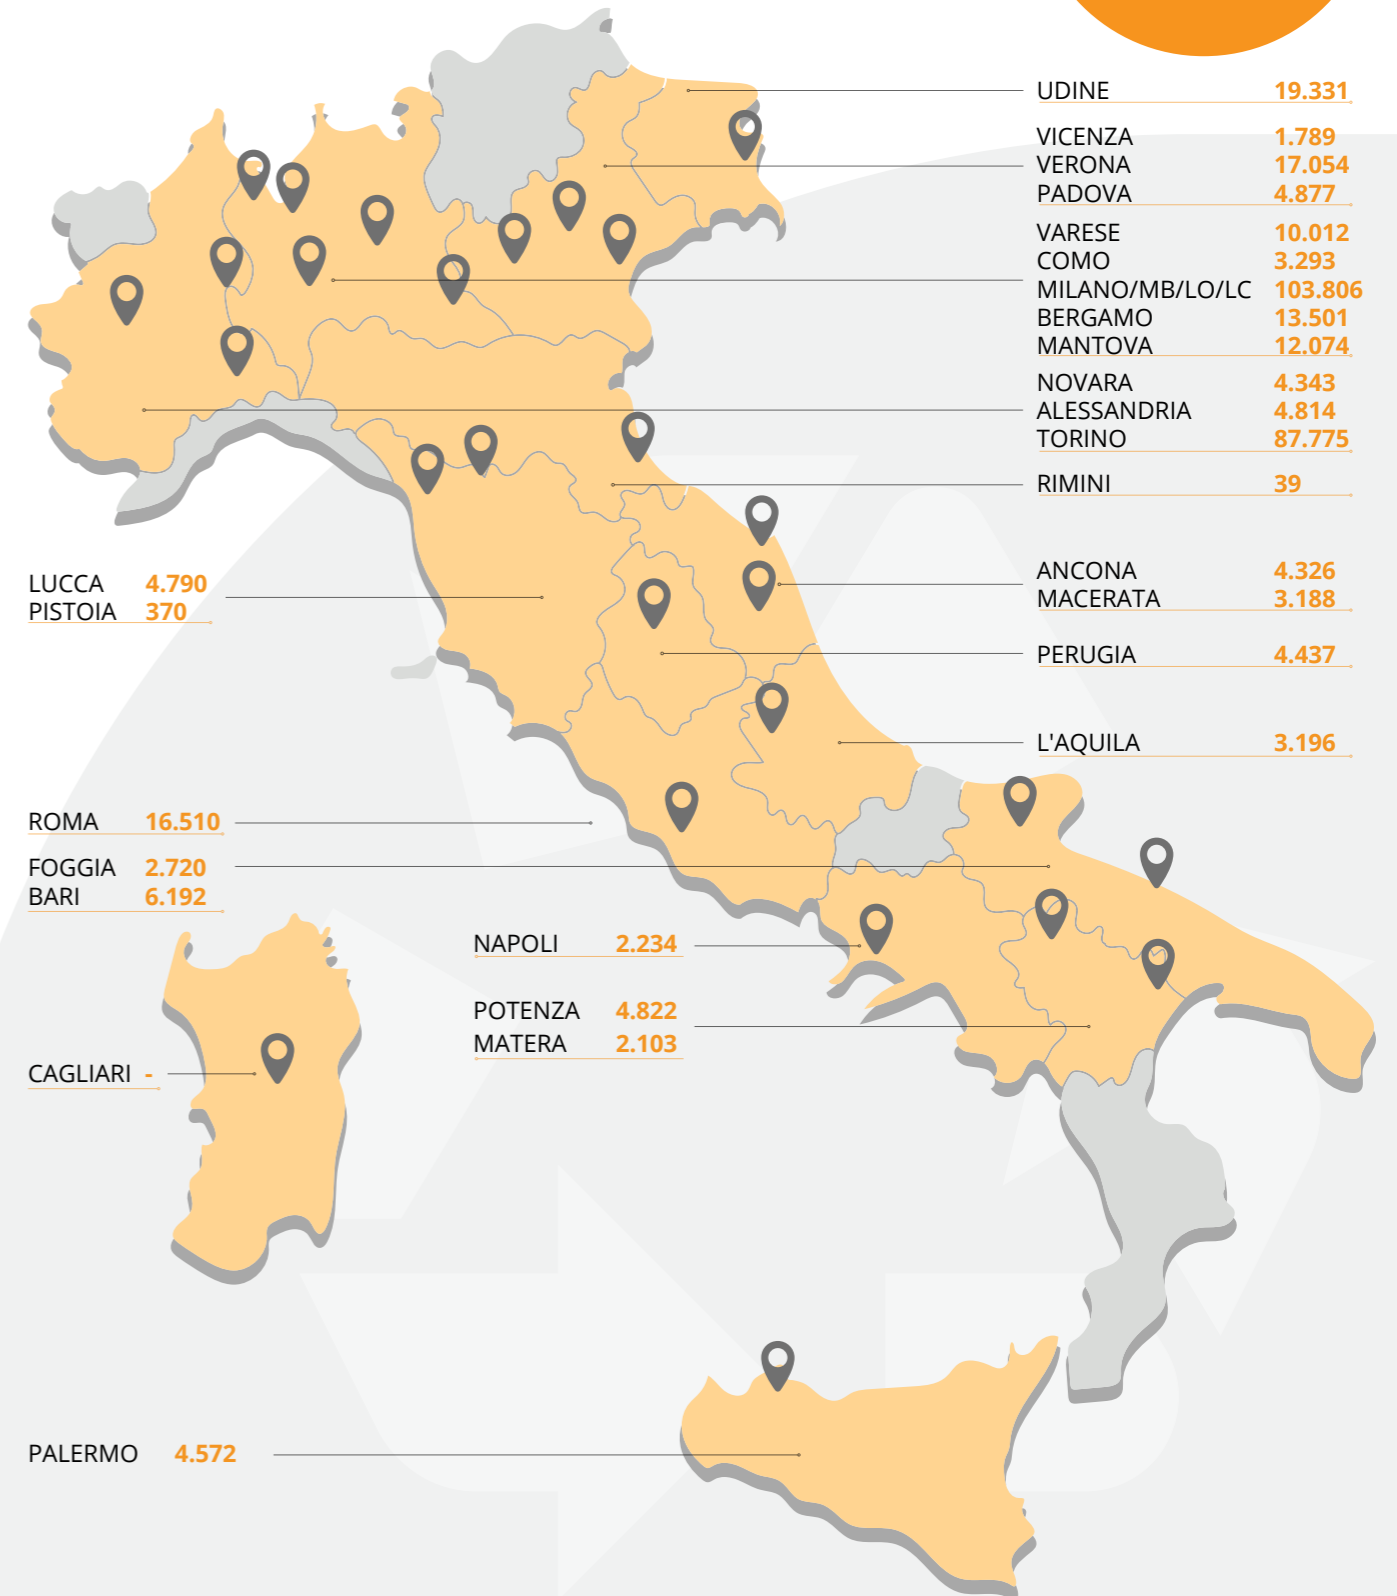 UDINE 19.331
VICENZA 1.789
VERONA 17.054
PADOVA 4.877
VARESE 10.012
COMO 3.293
MILANO/MB/LO/LC 103.806
BERGAMO 13.501
MANTOVA 12.074
NOVARA 4.343
ALESSANDRIA 4.814
TORINO 87.775
RIMINI 39
ANCONA 4.326
MACERATA 3.188
PERUGIA 4.437
L'AQUILA 3.196
LUCCA 4.790
PISTOIA 370
ROMA 16.510
FOGGIA 2.720
BARI 6.192
NAPOLI 2.234
POTENZA 4.822
MATERA 2.103
CAGLIARI -
PALERMO 4.572